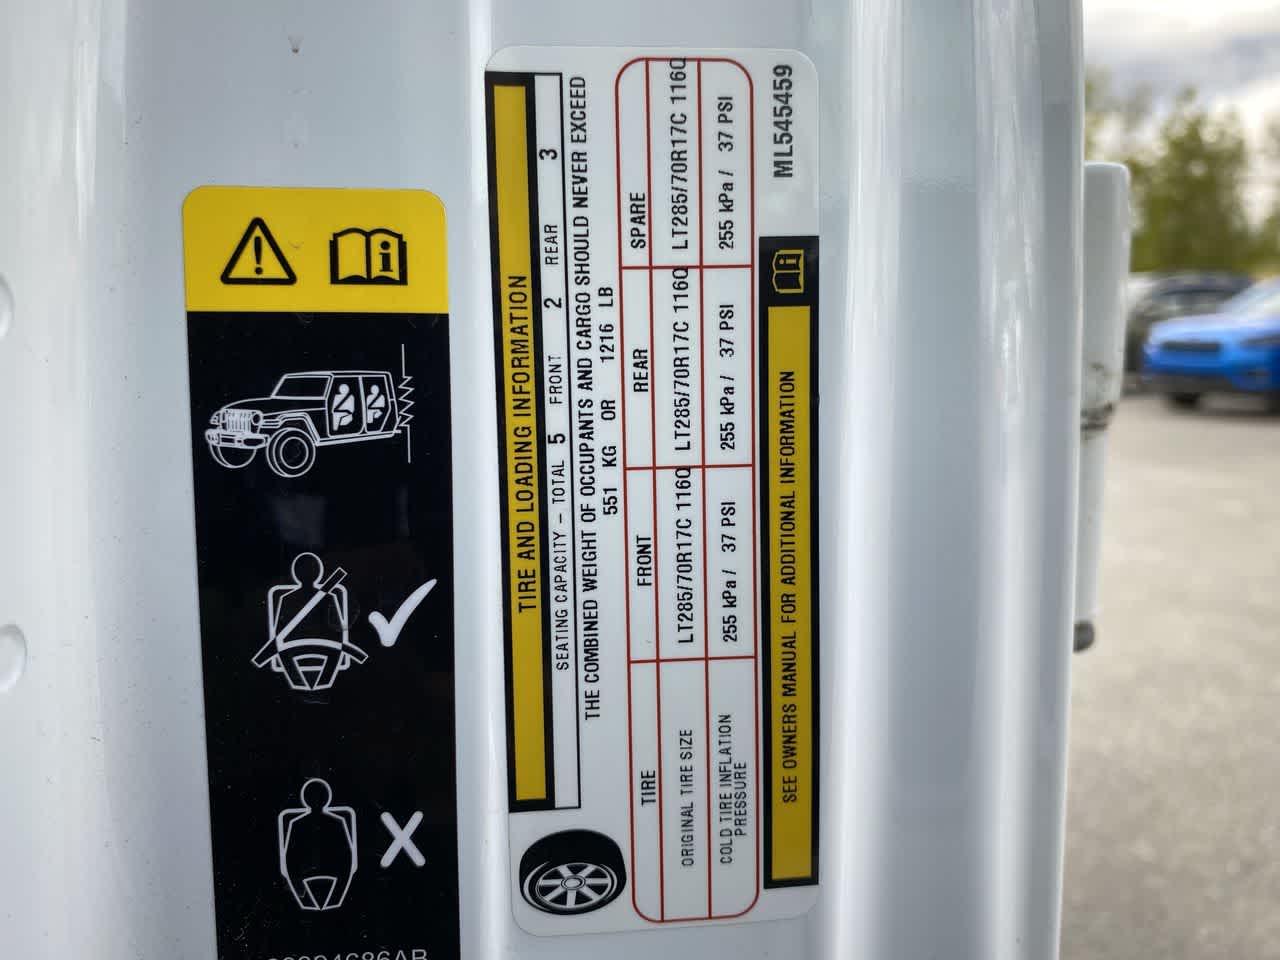 TIRE AND LOADING INFORMATION
SEATING CAPACITY – TOTAL 5 FRONT 2 REAR 3
THE COMBINED WEIGHT OF OCCUPANTS AND CARGO SHOULD NEVER EXCEED
551 KG OR 1216 LB
TIRE FRONT REAR SPARE
ORIGINAL TIRE SIZE LT285/70R17C 116Q LT285/70R17C 116Q LT285/70R17C 116Q
COLD TIRE INFLATION
PRESSURE 255 kPa / 37 PSI 255 kPa / 37 PSI 255 kPa / 37 PSI
SEE OWNERS MANUAL FOR ADDITIONAL INFORMATION
ML545459